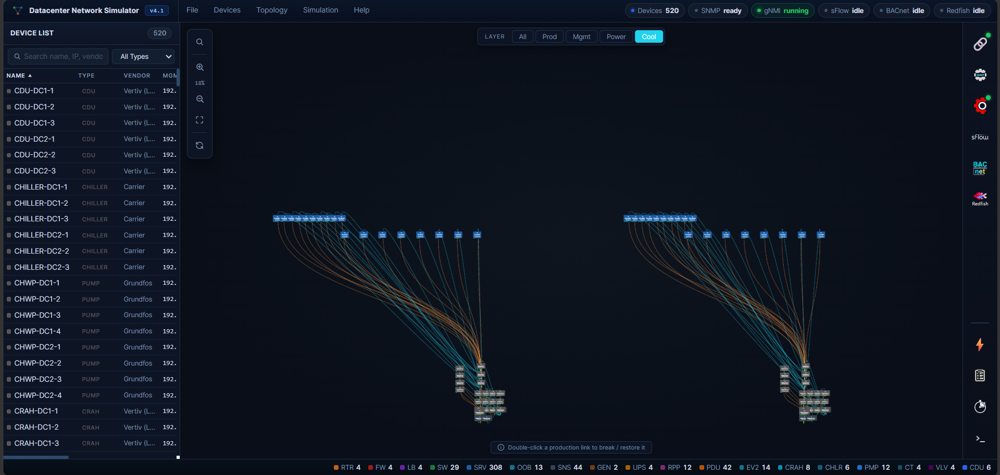 Datacenter Network Simulator v4.1
File Devices Topology Simulation Help
Devices 520 SNMP ready gNMI running sFlow idle BACnet idle Redfish idle
DEVICE LIST 520
Search name, IP, vendo All Types
NAME TYPE VENDOR MGM
CDU-DC1-1 CDU Vertiv (L... 192.
CDU-DC1-2 CDU Vertiv (L... 192.
CDU-DC1-3 CDU Vertiv (L... 192.
CDU-DC2-1 CDU Vertiv (L... 192.
CDU-DC2-2 CDU Vertiv (L... 192.
CDU-DC2-3 CDU Vertiv (L... 192.
CHILLER-DC1-1 CHILLER Carrier 192.
CHILLER-DC1-2 CHILLER Carrier 192.
CHILLER-DC1-3 CHILLER Carrier 192.
CHILLER-DC2-1 CHILLER Carrier 192.
CHILLER-DC2-2 CHILLER Carrier 192.
CHILLER-DC2-3 CHILLER Carrier 192.
CHWP-DC1-1 PUMP Grundfos 192.
CHWP-DC1-2 PUMP Grundfos 192.
CHWP-DC1-3 PUMP Grundfos 192.
CHWP-DC1-4 PUMP Grundfos 192.
CHWP-DC2-1 PUMP Grundfos 192.
CHWP-DC2-2 PUMP Grundfos 192.
CHWP-DC2-3 PUMP Grundfos 192.
CHWP-DC2-4 PUMP Grundfos 192.
CRAH-DC1-1 CRAH Vertiv (L... 192.
CRAH-DC1-2 CRAH Vertiv (L... 192.
CRAH-DC1-3 CRAH Vertiv (L... 192.
18%
LAYER All Prod Mgmt Power Cool
SNMP
sFlow
BAC
net
Redfish
>_
Double-click a production link to break / restore it
RTR 4 FW 4 LB 4 SW 29 SRV 308 OOB 13 SNS 44 GEN 2 UPS 4 RPP 12 PDU 42 EV2 14 CRAH 8 CHLR 6 PMP 12 CT 4 VLV 4 CDU 6